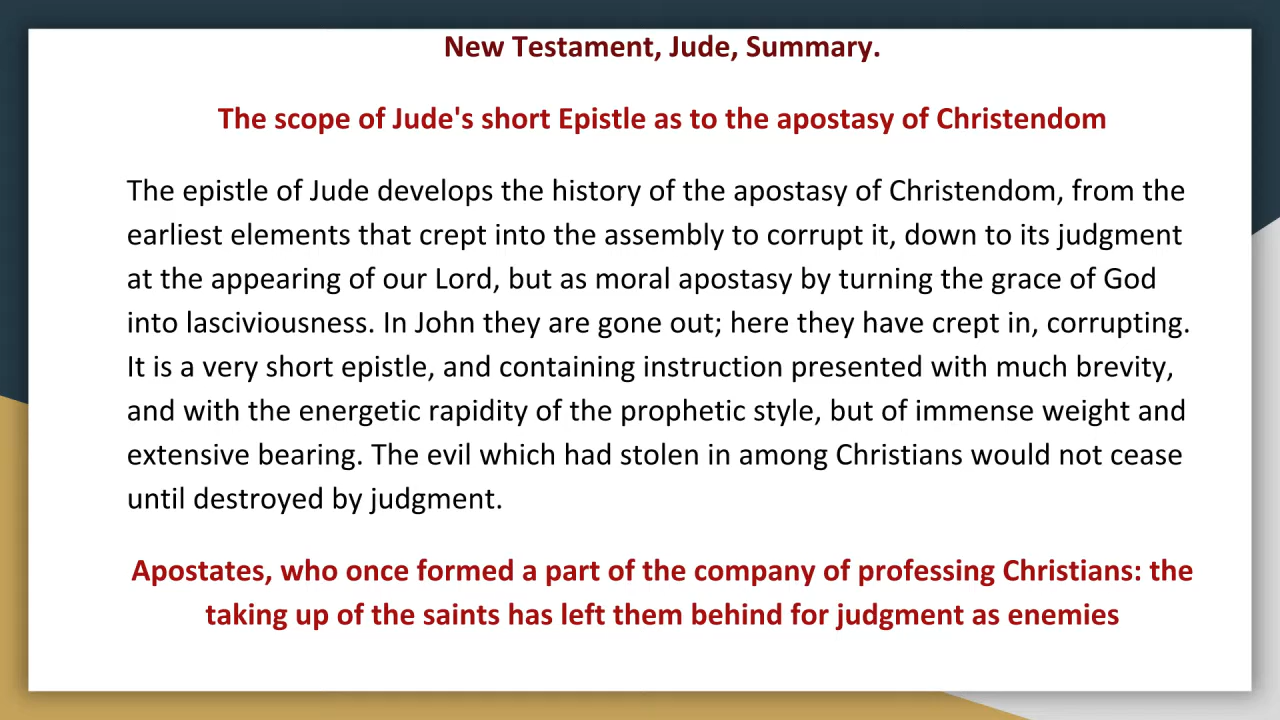 New Testament, Jude, Summary.
The scope of Jude's short Epistle as to the apostasy of Christendom
The epistle of Jude develops the history of the apostasy of Christendom, from the
earliest elements that crept into the assembly to corrupt it, down to its judgment
at the appearing of our Lord, but as moral apostasy by turning the grace of God
into lasciviousness. In John they are gone out; here they have crept in, corrupting.
It is a very short epistle, and containing instruction presented with much brevity,
and with the energetic rapidity of the prophetic style, but of immense weight and
extensive bearing. The evil which had stolen in among Christians would not cease
until destroyed by judgment.
Apostates, who once formed a part of the company of professing Christians: the
taking up of the saints has left them behind for judgment as enemies